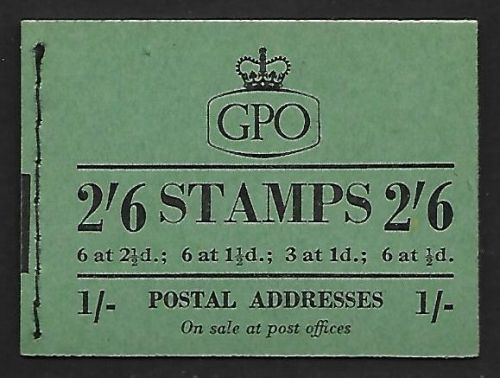 GPO
2'6 STAMPS 2'6
6 at 2½d.; 6 at 1½d.; 3 at 1d.; 6 at ½d.
1/- POSTAL ADDRESSES 1/-
On sale at post offices